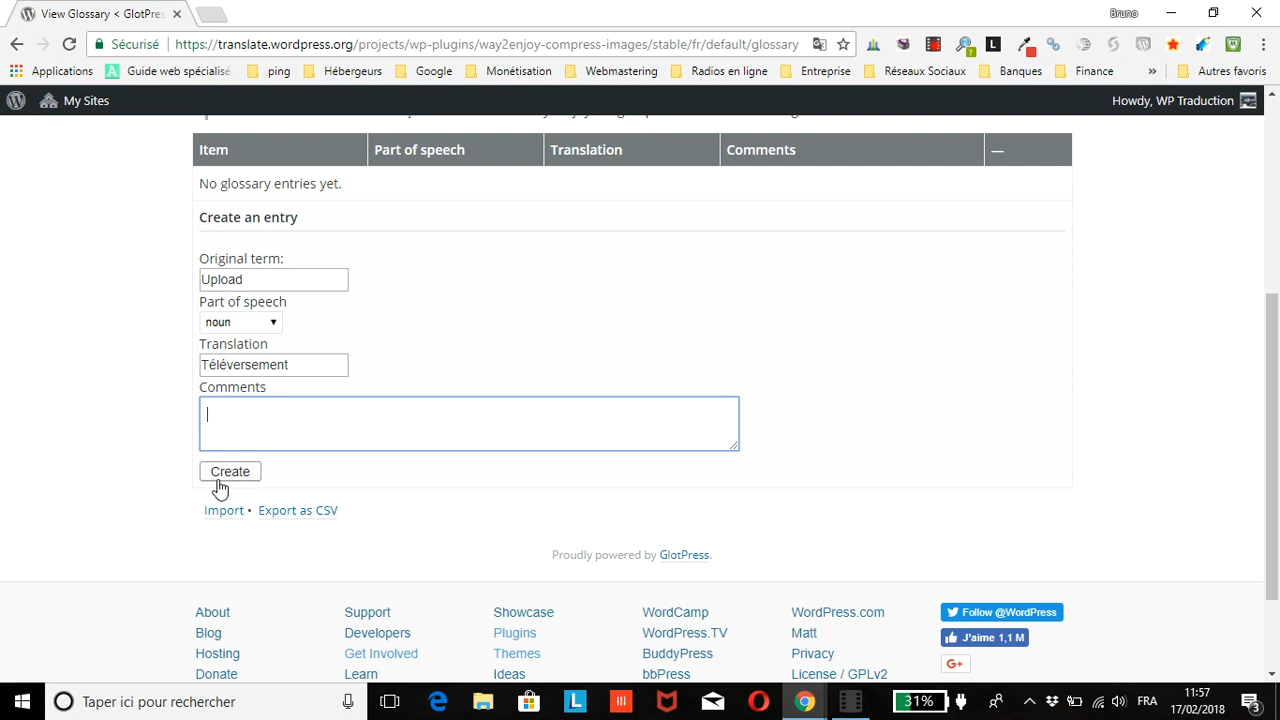 View Glossary < GlotPres
Bruno
Sécurisé
https://translate.wordpress.org/projects/wp-plugins/way2enjoy-compress-images/stable/fr/default/glossary
Applications
Guide web spécialisé
ping
Hébergeurs
Google
Monétisation
Webmastering
Radios en ligne
Entreprise
Réseaux Sociaux
Banques
Finance
»
Autres favoris
My Sites
Howdy, WP Traduction
Item
Part of speech
Translation
Comments
—
No glossary entries yet.
Create an entry
Original term:
Upload
Part of speech
noun
Translation
Téléversement
Comments
Create
Import • Export as CSV
Proudly powered by GlotPress.
About Support Showcase WordCamp WordPress.com Follow @WordPress
Blog Developers Plugins WordPress.TV Matt J'aime 1,1 M
Hosting Get Involved Themes BuddyPress Privacy G+
Donate Learn Ideas bbPress License / GPLv2
Taper ici pour rechercher
31%
FRA
11:57
17/02/2018
3